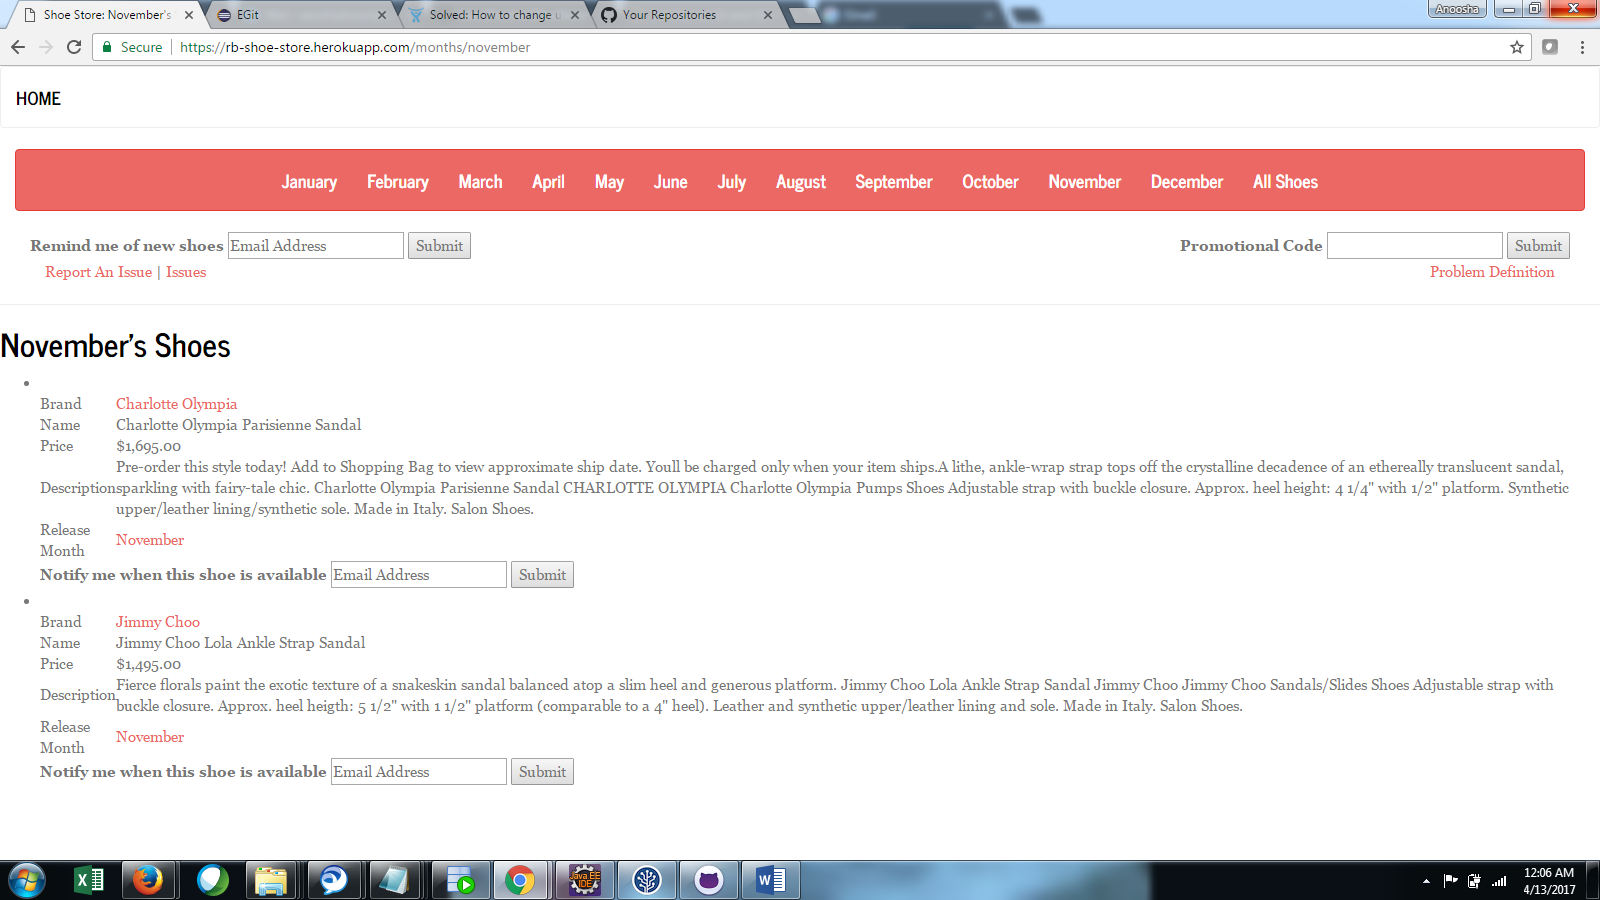 Shoe Store: November's
EGit
Solved: How to change u
Your Repositories
Gmail
Anoosha
Secure
https://rb-shoe-store.herokuapp.com/months/november
HOME
January February March April May June July August September October November December All Shoes
Remind me of new shoes Email Address Submit
Promotional Code Submit
Report An Issue | Issues
Problem Definition
November's Shoes
Brand Charlotte Olympia
Name Charlotte Olympia Parisienne Sandal
Price $1,695.00
Pre-order this style today! Add to Shopping Bag to view approximate ship date. Youll be charged only when your item ships.A lithe, ankle-wrap strap tops off the crystalline decadence of an ethereally translucent sandal,
Description sparkling with fairy-tale chic. Charlotte Olympia Parisienne Sandal CHARLOTTE OLYMPIA Charlotte Olympia Pumps Shoes Adjustable strap with buckle closure. Approx. heel height: 4 1/4" with 1/2" platform. Synthetic
upper/leather lining/synthetic sole. Made in Italy. Salon Shoes.
Release
Month
November
Notify me when this shoe is available Email Address Submit
Brand Jimmy Choo
Name Jimmy Choo Lola Ankle Strap Sandal
Price $1,495.00
Description
Fierce florals paint the exotic texture of a snakeskin sandal balanced atop a slim heel and generous platform. Jimmy Choo Lola Ankle Strap Sandal Jimmy Choo Jimmy Choo Sandals/Slides Shoes Adjustable strap with
buckle closure. Approx. heel heigth: 5 1/2" with 1 1/2" platform (comparable to a 4" heel). Leather and synthetic upper/leather lining and sole. Made in Italy. Salon Shoes.
Release
Month
November
Notify me when this shoe is available Email Address Submit
Java EE
IDE
12:06 AM
4/13/2017